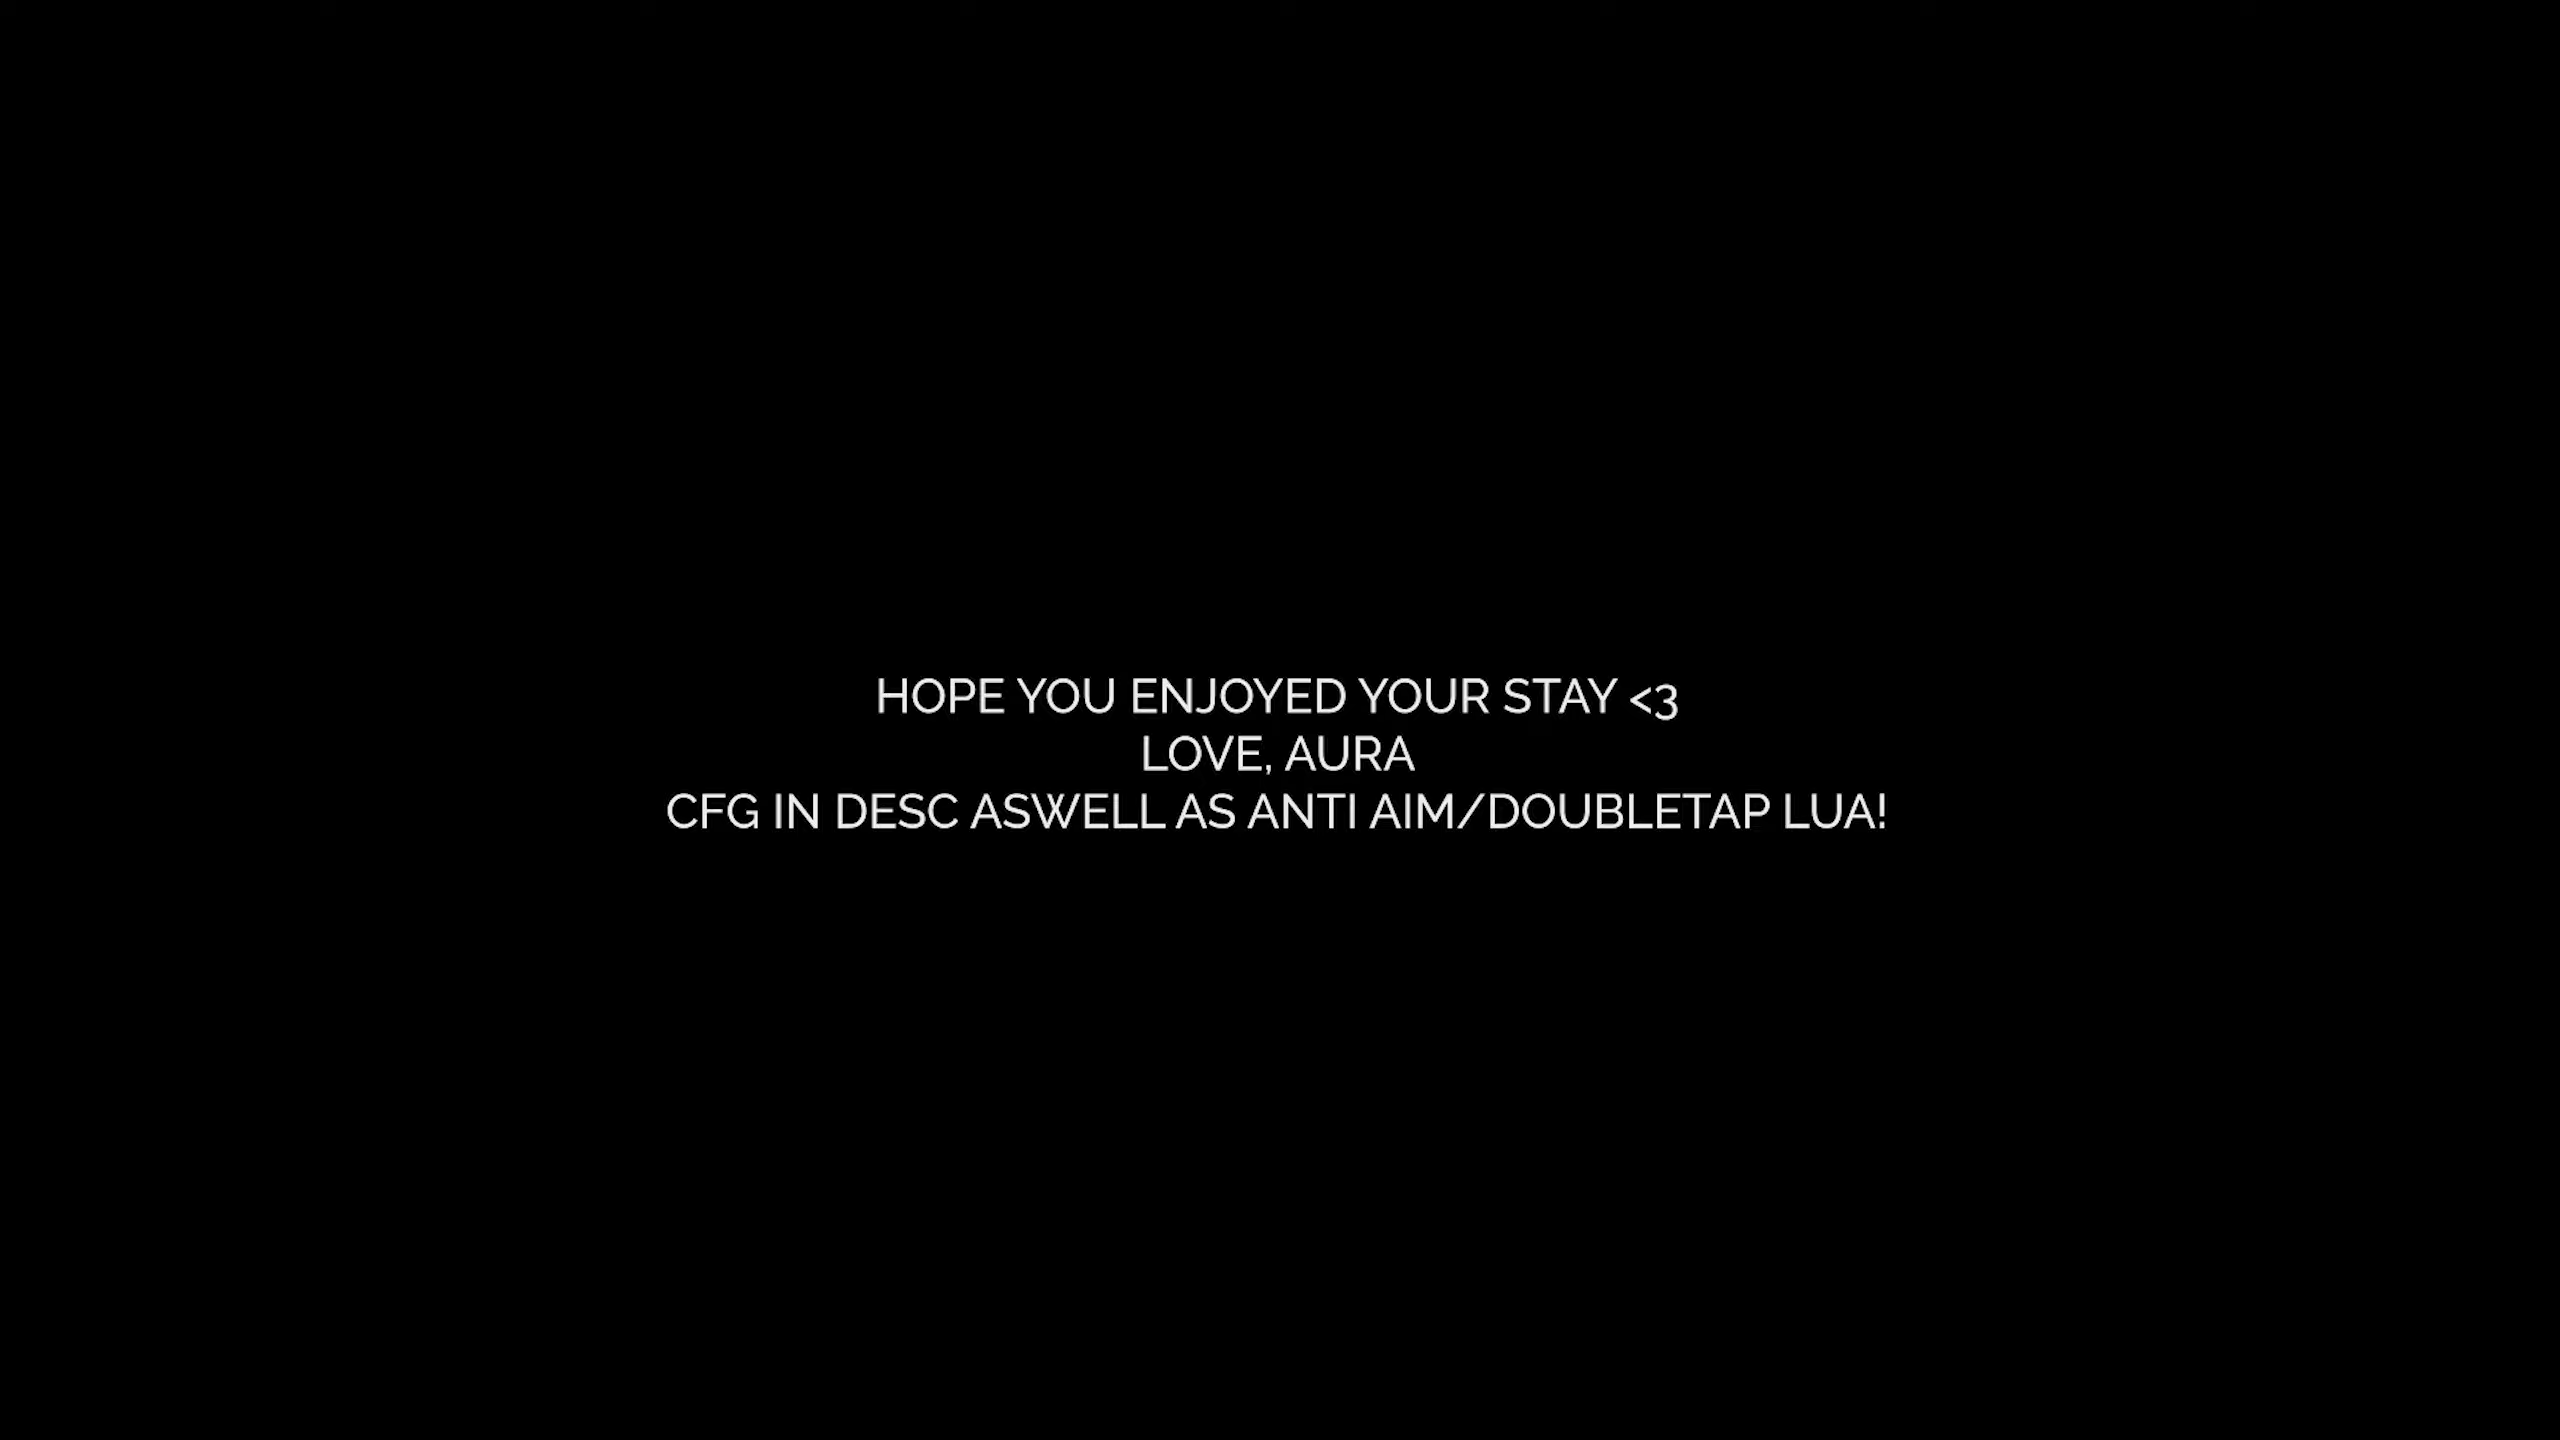 HOPE YOU ENJOYED YOUR STAY <3
LOVE, AURA
CFG IN DESC ASWELL AS ANTI AIM/DOUBLETAP LUA!